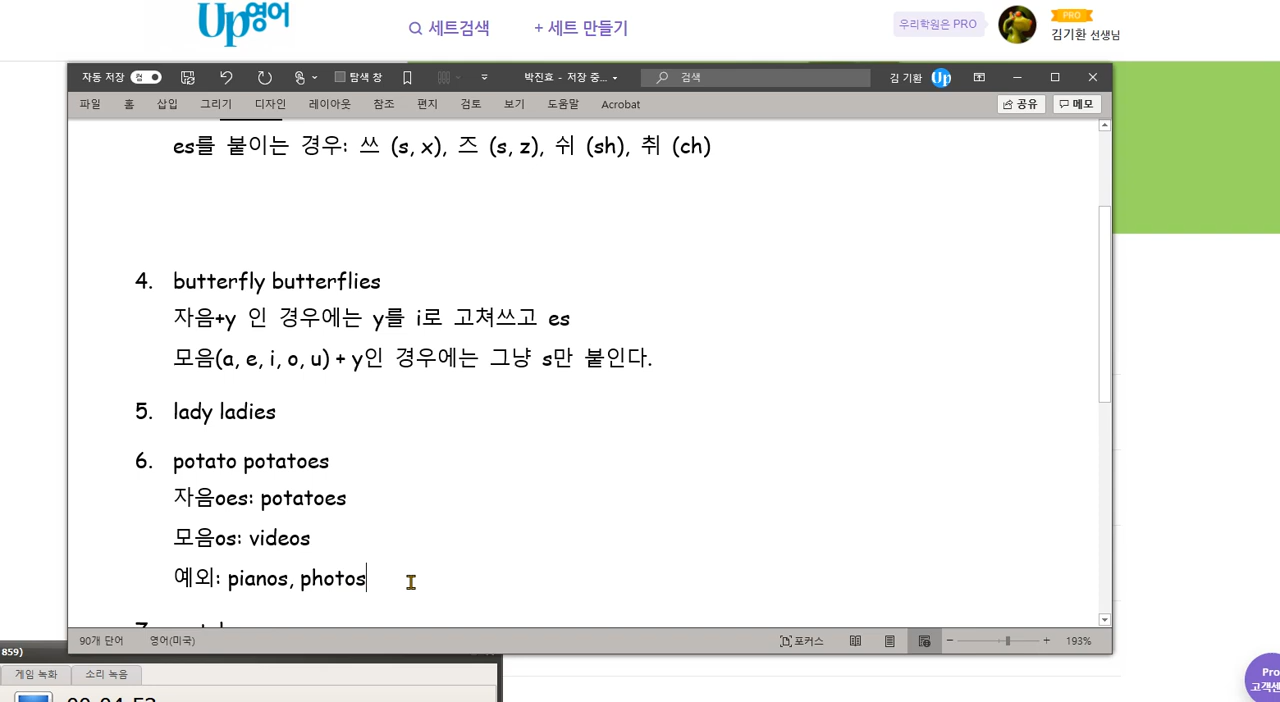 Up영어
세트검색
+ 세트 만들기
우리학원은 PRO
PRO
김기환 선생님
자동 저장
컴
탐색 창
박진효 - 저장 중...
검색
김 기환
Up
파일 홈 삽입 그리기 디자인 레이아웃 참조 편지 검토 보기 도움말 Acrobat
공유
메모
es를 붙이는 경우: 쓰 (s, x), 즈 (s, z), 쉬 (sh), 취 (ch)
4. butterfly butterflies
자음+y 인 경우에는 y를 i로 고쳐쓰고 es
모음(a, e, i, o, u) + y인 경우에는 그냥 s만 붙인다.
5. lady ladies
6. potato potatoes
자음oes: potatoes
모음os: videos
예외: pianos, photos
90개 단어
영어(미국)
포커스
193%
859)
게임 녹화
소리 녹음
Pro
고객센